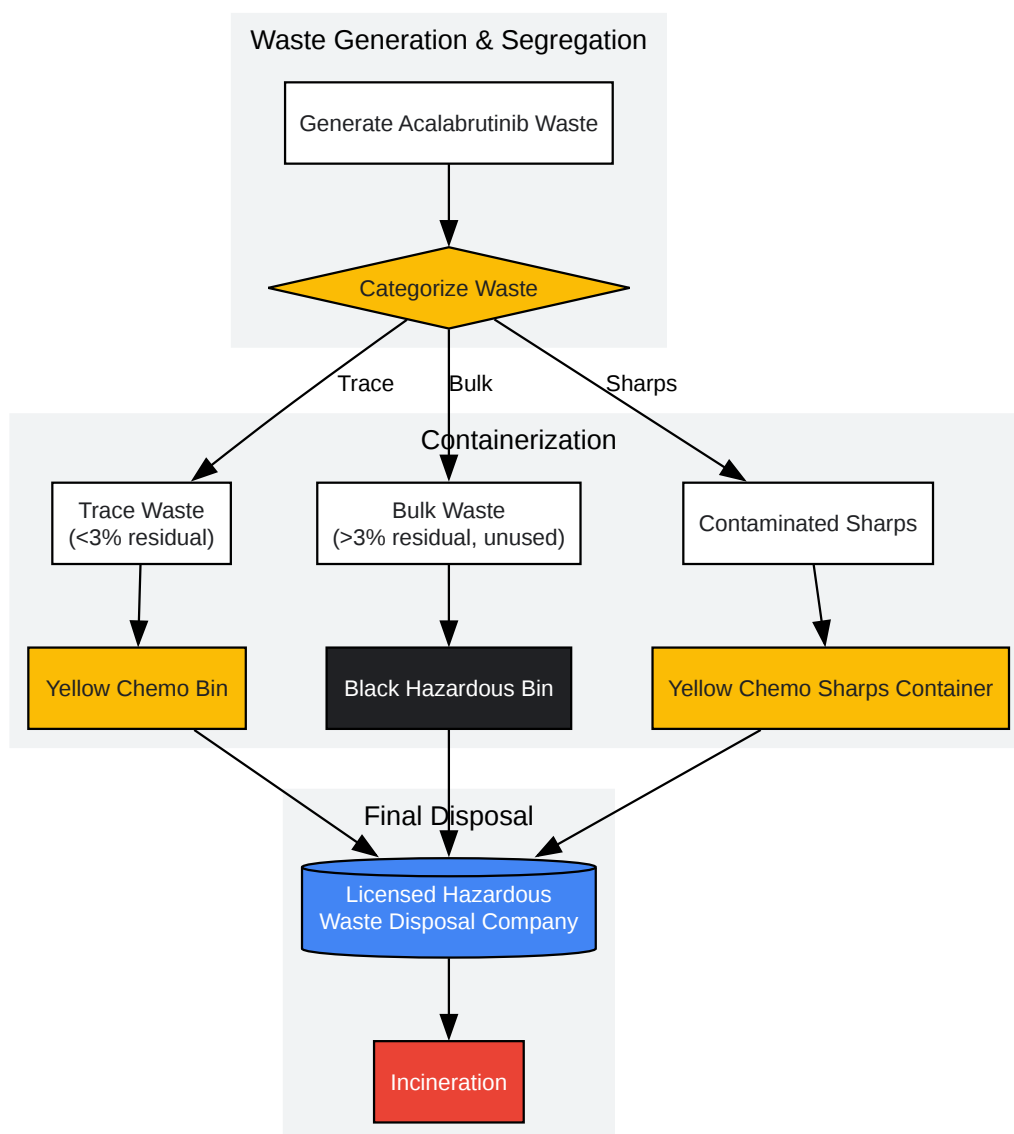 Waste Generation & Segregation
Generate Acalabrutinib Waste
Categorize Waste
Trace
Bulk
Sharps
Containerization
Trace Waste
(<3% residual)
Bulk Waste
(>3% residual, unused)
Contaminated Sharps
Yellow Chemo Bin
Black Hazardous Bin
Yellow Chemo Sharps Container
Final Disposal
Licensed Hazardous
Waste Disposal Company
Incineration